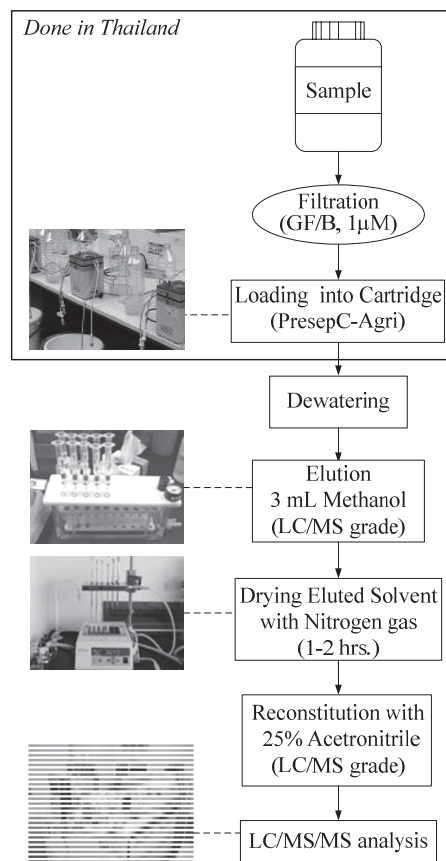 Done in Thailand
Sample
Filtration
(GF/B, 1µM)
Loading into Cartridge
(PresepC-Agri)
Dewatering
Elution
3 mL Methanol
(LC/MS grade)
Drying Eluted Solvent
with Nitrogen gas
(1-2 hrs.)
Reconstitution with
25% Acetronitrile
(LC/MS grade)
LC/MS/MS analysis